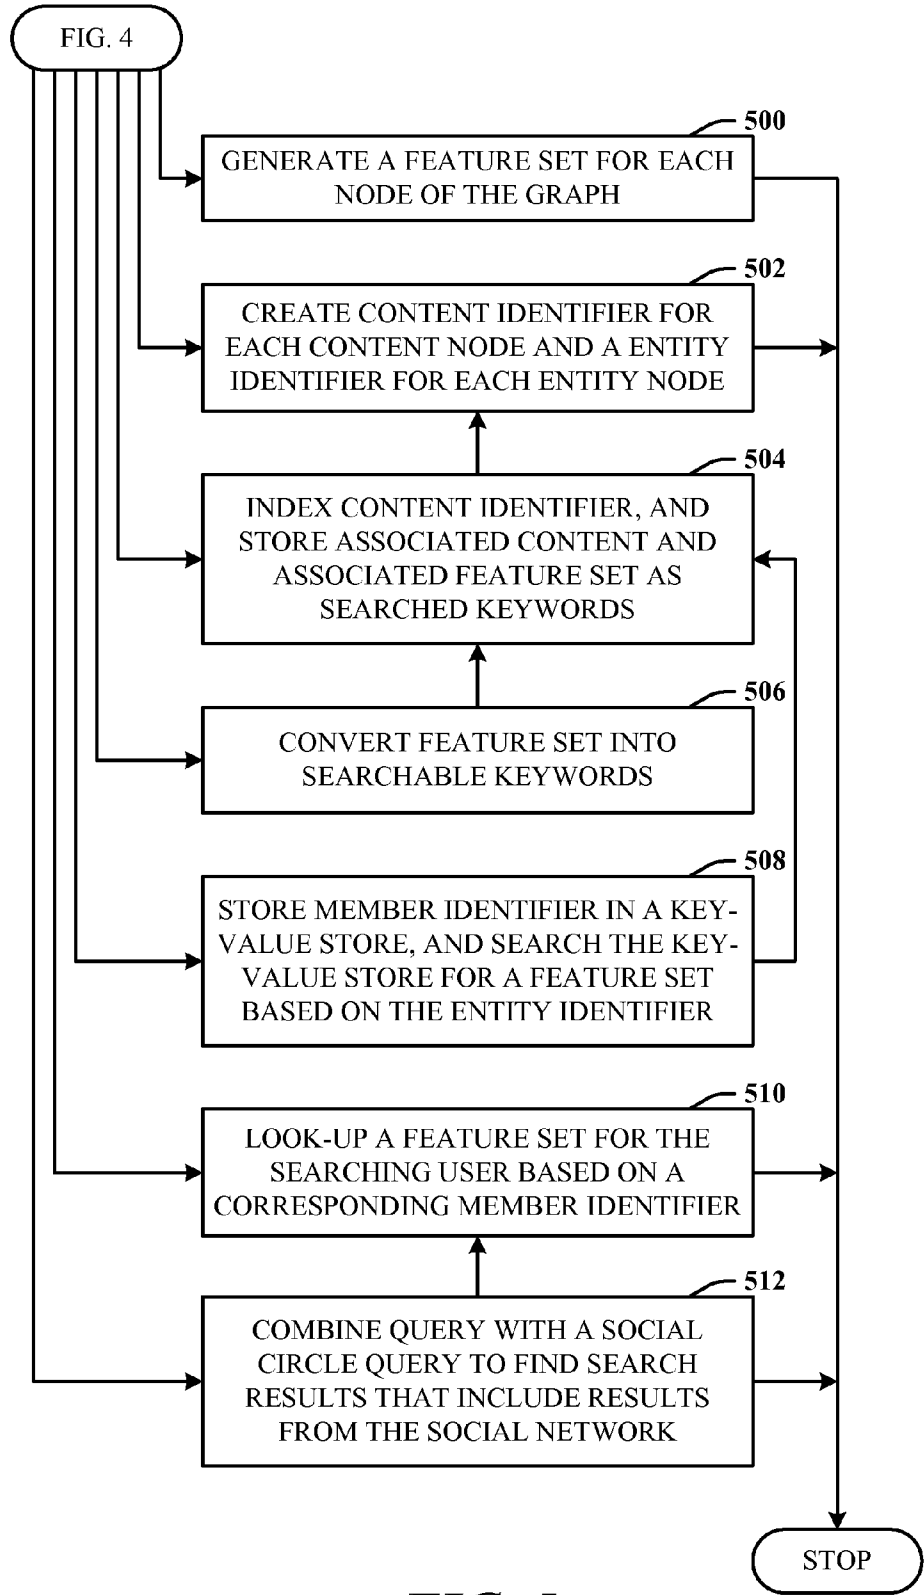 FIG. 4
500
GENERATE A FEATURE SET FOR EACH
NODE OF THE GRAPH
502
CREATE CONTENT IDENTIFIER FOR
EACH CONTENT NODE AND A ENTITY
IDENTIFIER FOR EACH ENTITY NODE
504
INDEX CONTENT IDENTIFIER, AND
STORE ASSOCIATED CONTENT AND
ASSOCIATED FEATURE SET AS
SEARCHED KEYWORDS
506
CONVERT FEATURE SET INTO
SEARCHABLE KEYWORDS
508
STORE MEMBER IDENTIFIER IN A KEY-
VALUE STORE, AND SEARCH THE KEY-
VALUE STORE FOR A FEATURE SET
BASED ON THE ENTITY IDENTIFIER
510
LOOK-UP A FEATURE SET FOR THE
SEARCHING USER BASED ON A
CORRESPONDING MEMBER IDENTIFIER
512
COMBINE QUERY WITH A SOCIAL
CIRCLE QUERY TO FIND SEARCH
RESULTS THAT INCLUDE RESULTS
FROM THE SOCIAL NETWORK
STOP